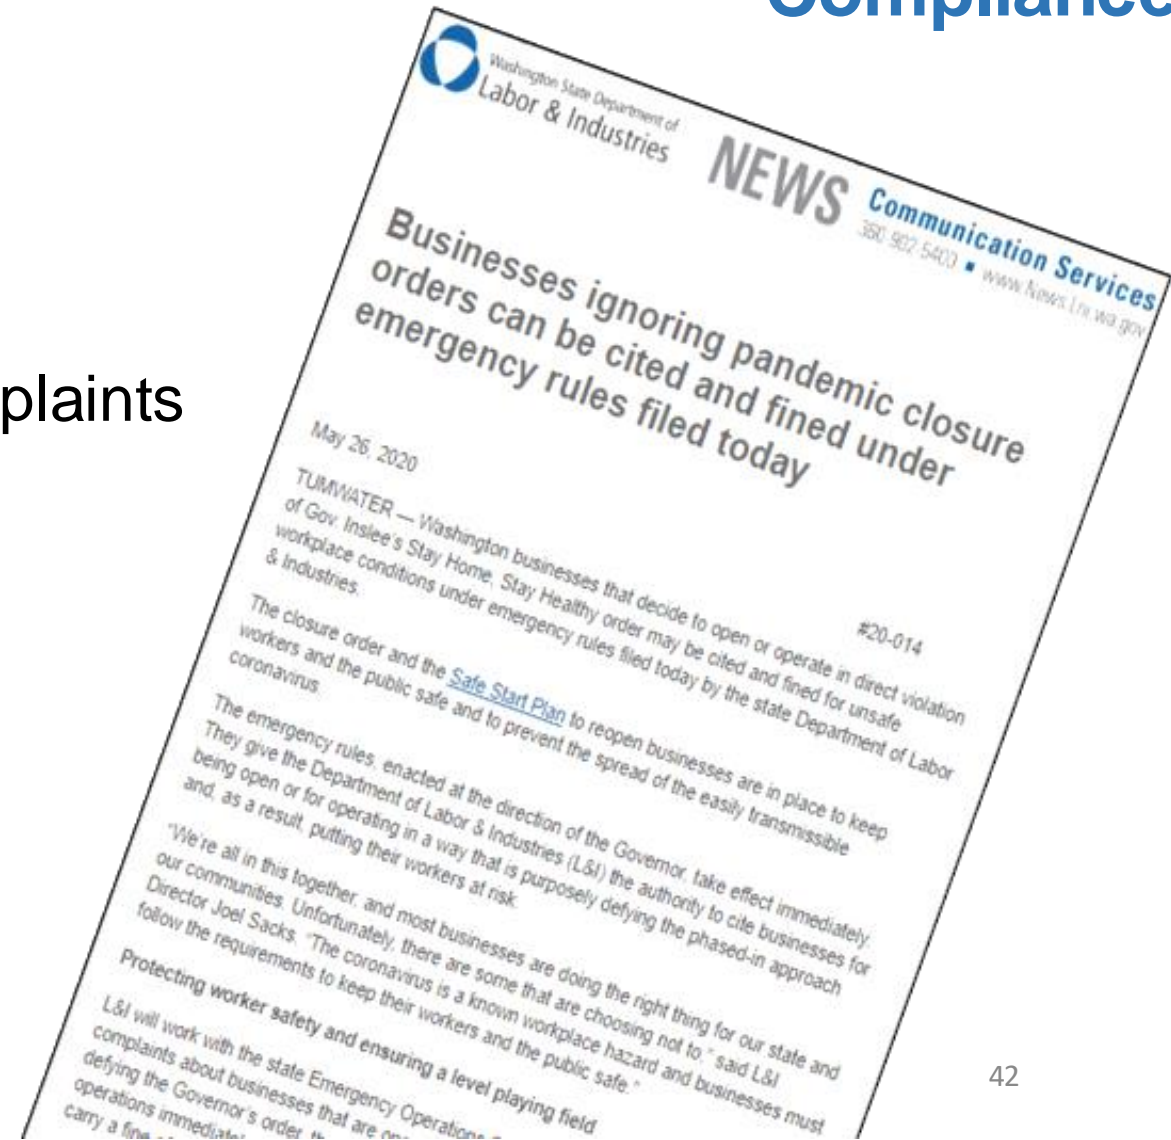 Compliance
plaints
Washington State Department of
Labor & Industries
NEWS
Communication Services
360-902-5403 ▪ www.News.Lni.wa.gov
Businesses ignoring pandemic closure
orders can be cited and fined under
emergency rules filed today
May 26, 2020
#20-014
TUMWATER — Washington businesses that decide to open or operate in direct violation
of Gov. Inslee's Stay Home, Stay Healthy order may be cited and fined for unsafe
workplace conditions under emergency rules filed today by the state Department of Labor
& Industries.
The closure order and the Safe Start Plan to reopen businesses are in place to keep
workers and the public safe and to prevent the spread of the easily transmissible
coronavirus.
The emergency rules, enacted at the direction of the Governor, take effect immediately.
They give the Department of Labor & Industries (L&I) the authority to cite businesses for
being open or for operating in a way that is purposely defying the phased-in approach
and, as a result, putting their workers at risk.
"We're all in this together, and most businesses are doing the right thing for our state and
our communities. Unfortunately, there are some that are choosing not to," said L&I
Director Joel Sacks. "The coronavirus is a known workplace hazard and businesses must
follow the requirements to keep their workers and the public safe."
Protecting worker safety and ensuring a level playing field
L&I will work with the state Emergency Operations
complaints about businesses that are
defying the Governor's order,
operations
carry a fine
42